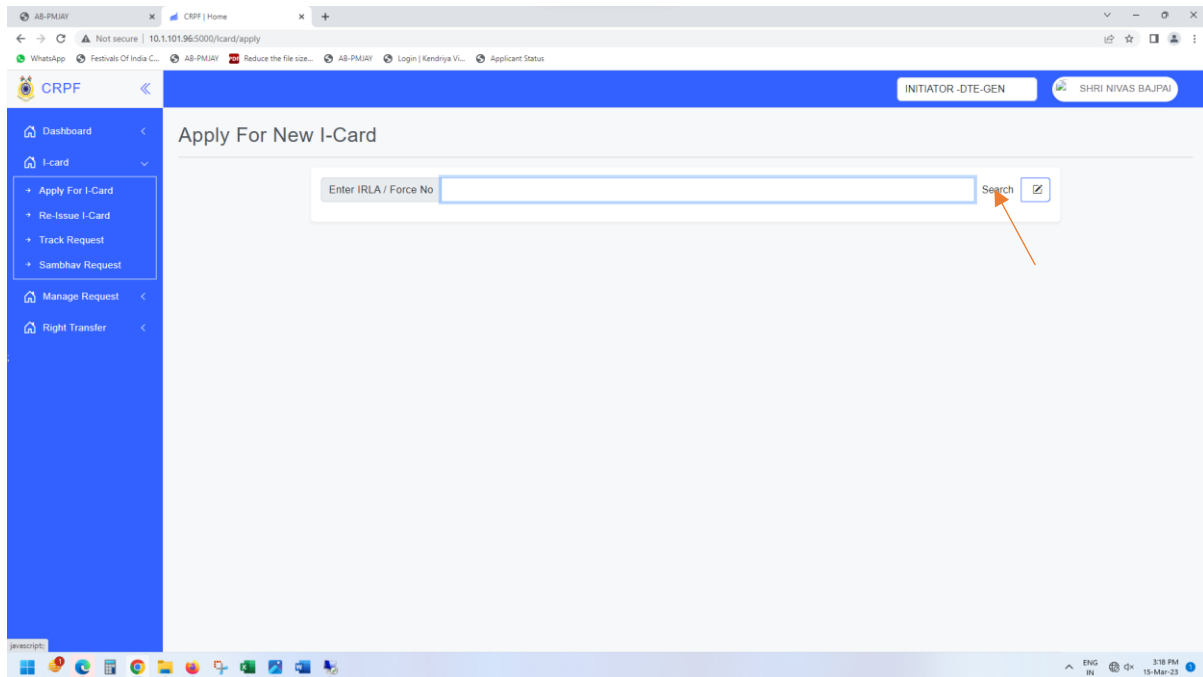 AB-PMJAY
CRPF | Home
Not secure | 10.1.101.96:5000/Icard/apply
WhatsApp Festivals Of India C... AB-PMJAY PDF Reduce the file size... AB-PMJAY Login | Kendriya Vi... Applicant Status
CRPF
INITIATOR -DTE-GEN
SHRI NIVAS BAJPAI
Dashboard
I-card
Apply For I-Card
Re-Issue I-Card
Track Request
Sambhav Request
Manage Request
Right Transfer
Apply For New I-Card
Enter IRLA / Force No
Search
javascript:;
ENG
IN
3:18 PM
15-Mar-23